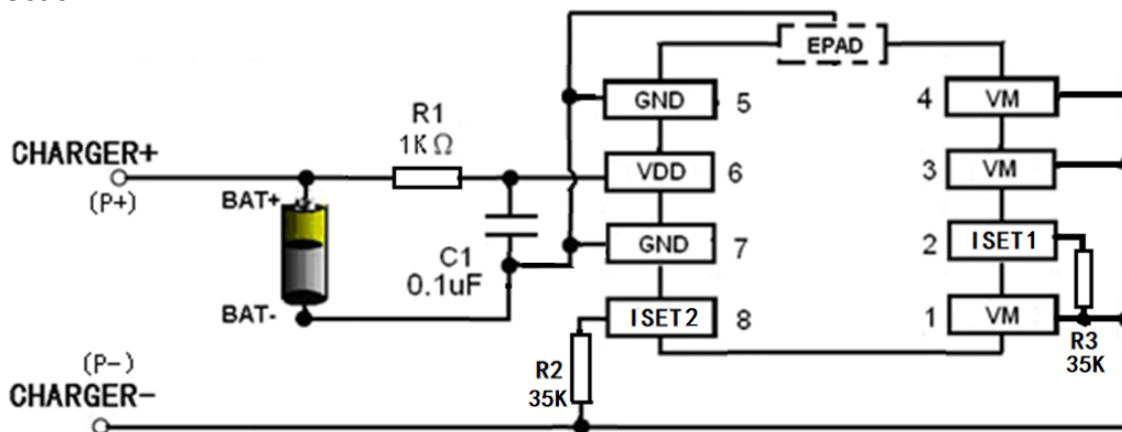 EPAD
GND 5
4 VM
R1
1KΩ
CHARGER+
(P+)
BAT+
VDD 6
3 VM
GND 7
2 ISET1
C1
0.1uF
BAT-
ISET2 8
1 VM
R3
35K
(P-)
CHARGER-
R2
35K